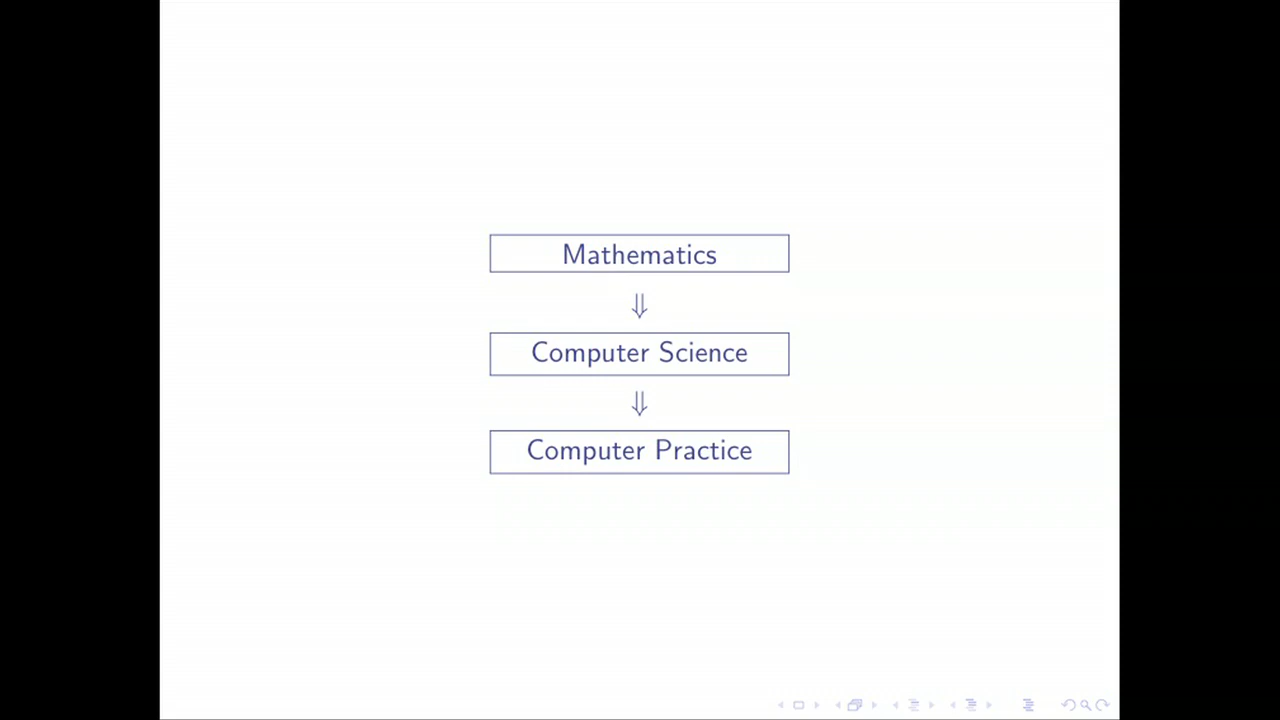 Mathematics
⇓
Computer Science
⇓
Computer Practice